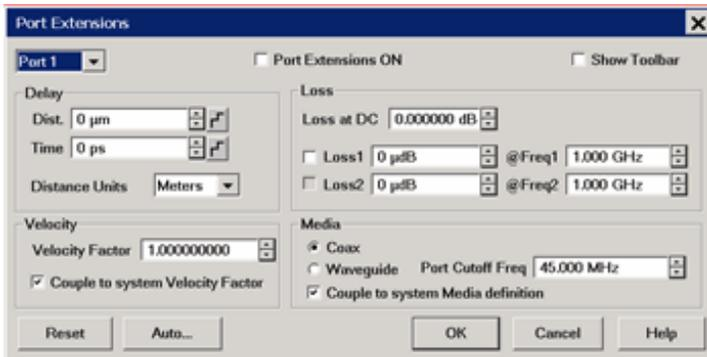 Port Extensions
Port 1
Port Extensions ON
Show Toolbar
Delay
Dist. 0 µm
Time 0 ps
Distance Units Meters
Loss
Loss at DC 0.000000 dB
Loss1 0 µdB @Freq1 1.000 GHz
Loss2 0 µdB @Freq2 1.000 GHz
Velocity
Velocity Factor 1.000000000
Couple to system Velocity Factor
Media
Coax
Waveguide Port Cutoff Freq 45.000 MHz
Couple to system Media definition
Reset
Auto...
OK
Cancel
Help